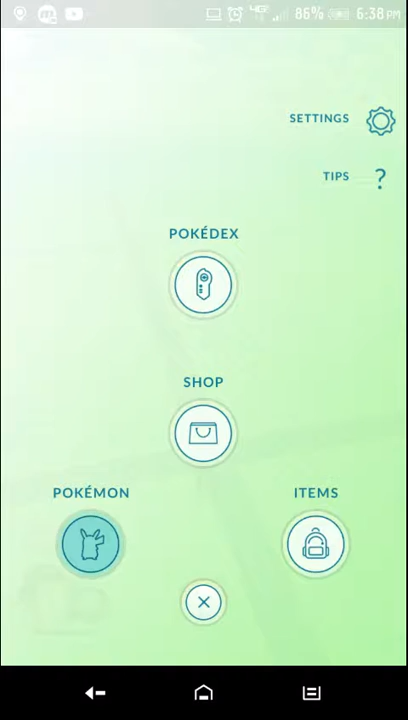 86% 6:38 PM
SETTINGS
TIPS ?
POKÉDEX
SHOP
POKÉMON ITEMS